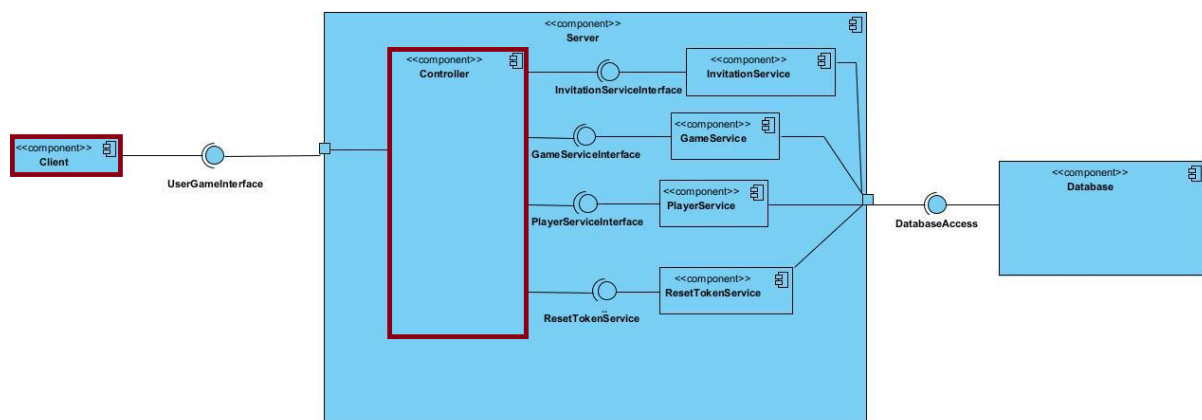 <<component>>
Server
<<component>>
Controller
<<component>>
InvitationService
InvitationServiceInterface
<<component>>
GameService
GameServiceInterface
<<component>>
Client
UserGameInterface
<<component>>
PlayerService
PlayerServiceInterface
<<component>>
Database
DatabaseAccess
<<component>>
ResetTokenService
ResetTokenService